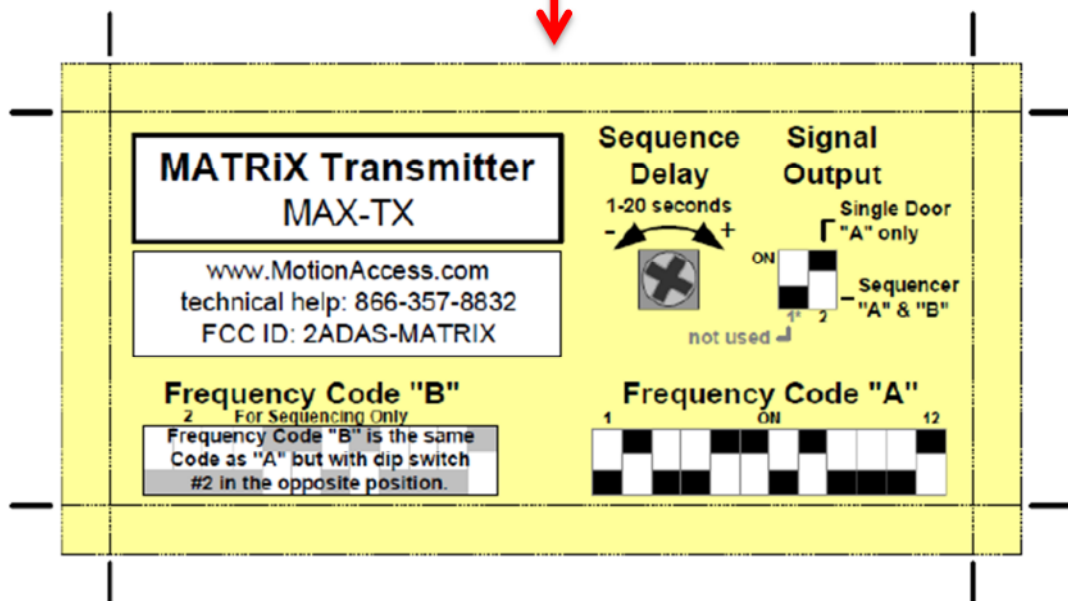 MATRiX Transmitter
MAX-TX
www.MotionAccess.com
technical help: 866-357-8832
FCC ID: 2ADAS-MATRIX
Sequence
Delay
1-20 seconds
- +
Signal
Output
Single Door
"A" only
ON
Sequencer
"A" & "B"
1* 2
not used
Frequency Code "B"
2 For Sequencing Only
Frequency Code "B" is the same
Code as "A" but with dip switch
#2 in the opposite position.
Frequency Code "A"
1 ON 12